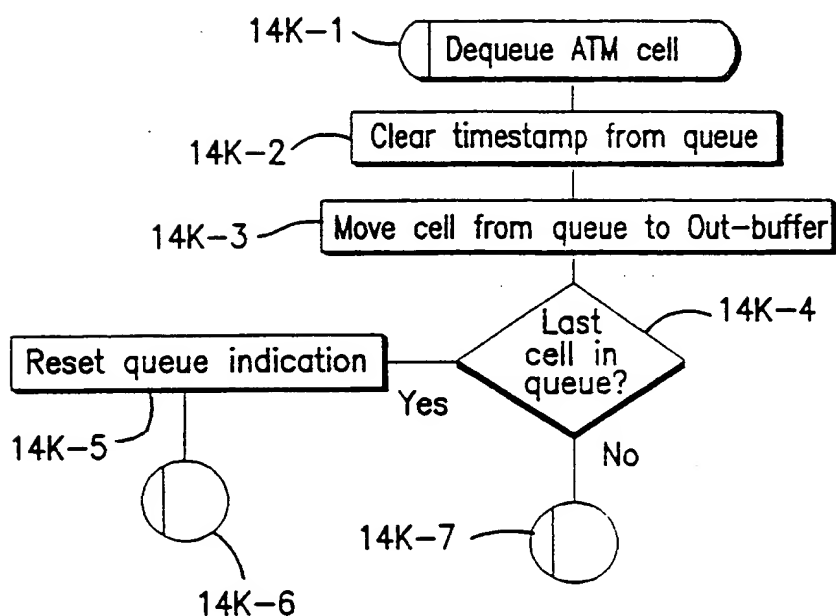 14K-1
Dequeue ATM cell
14K-2
Clear timestamp from queue
14K-3
Move cell from queue to Out-buffer
14K-4
Last
cell in
queue?
Reset queue indication
Yes
14K-5
No
14K-7
14K-6